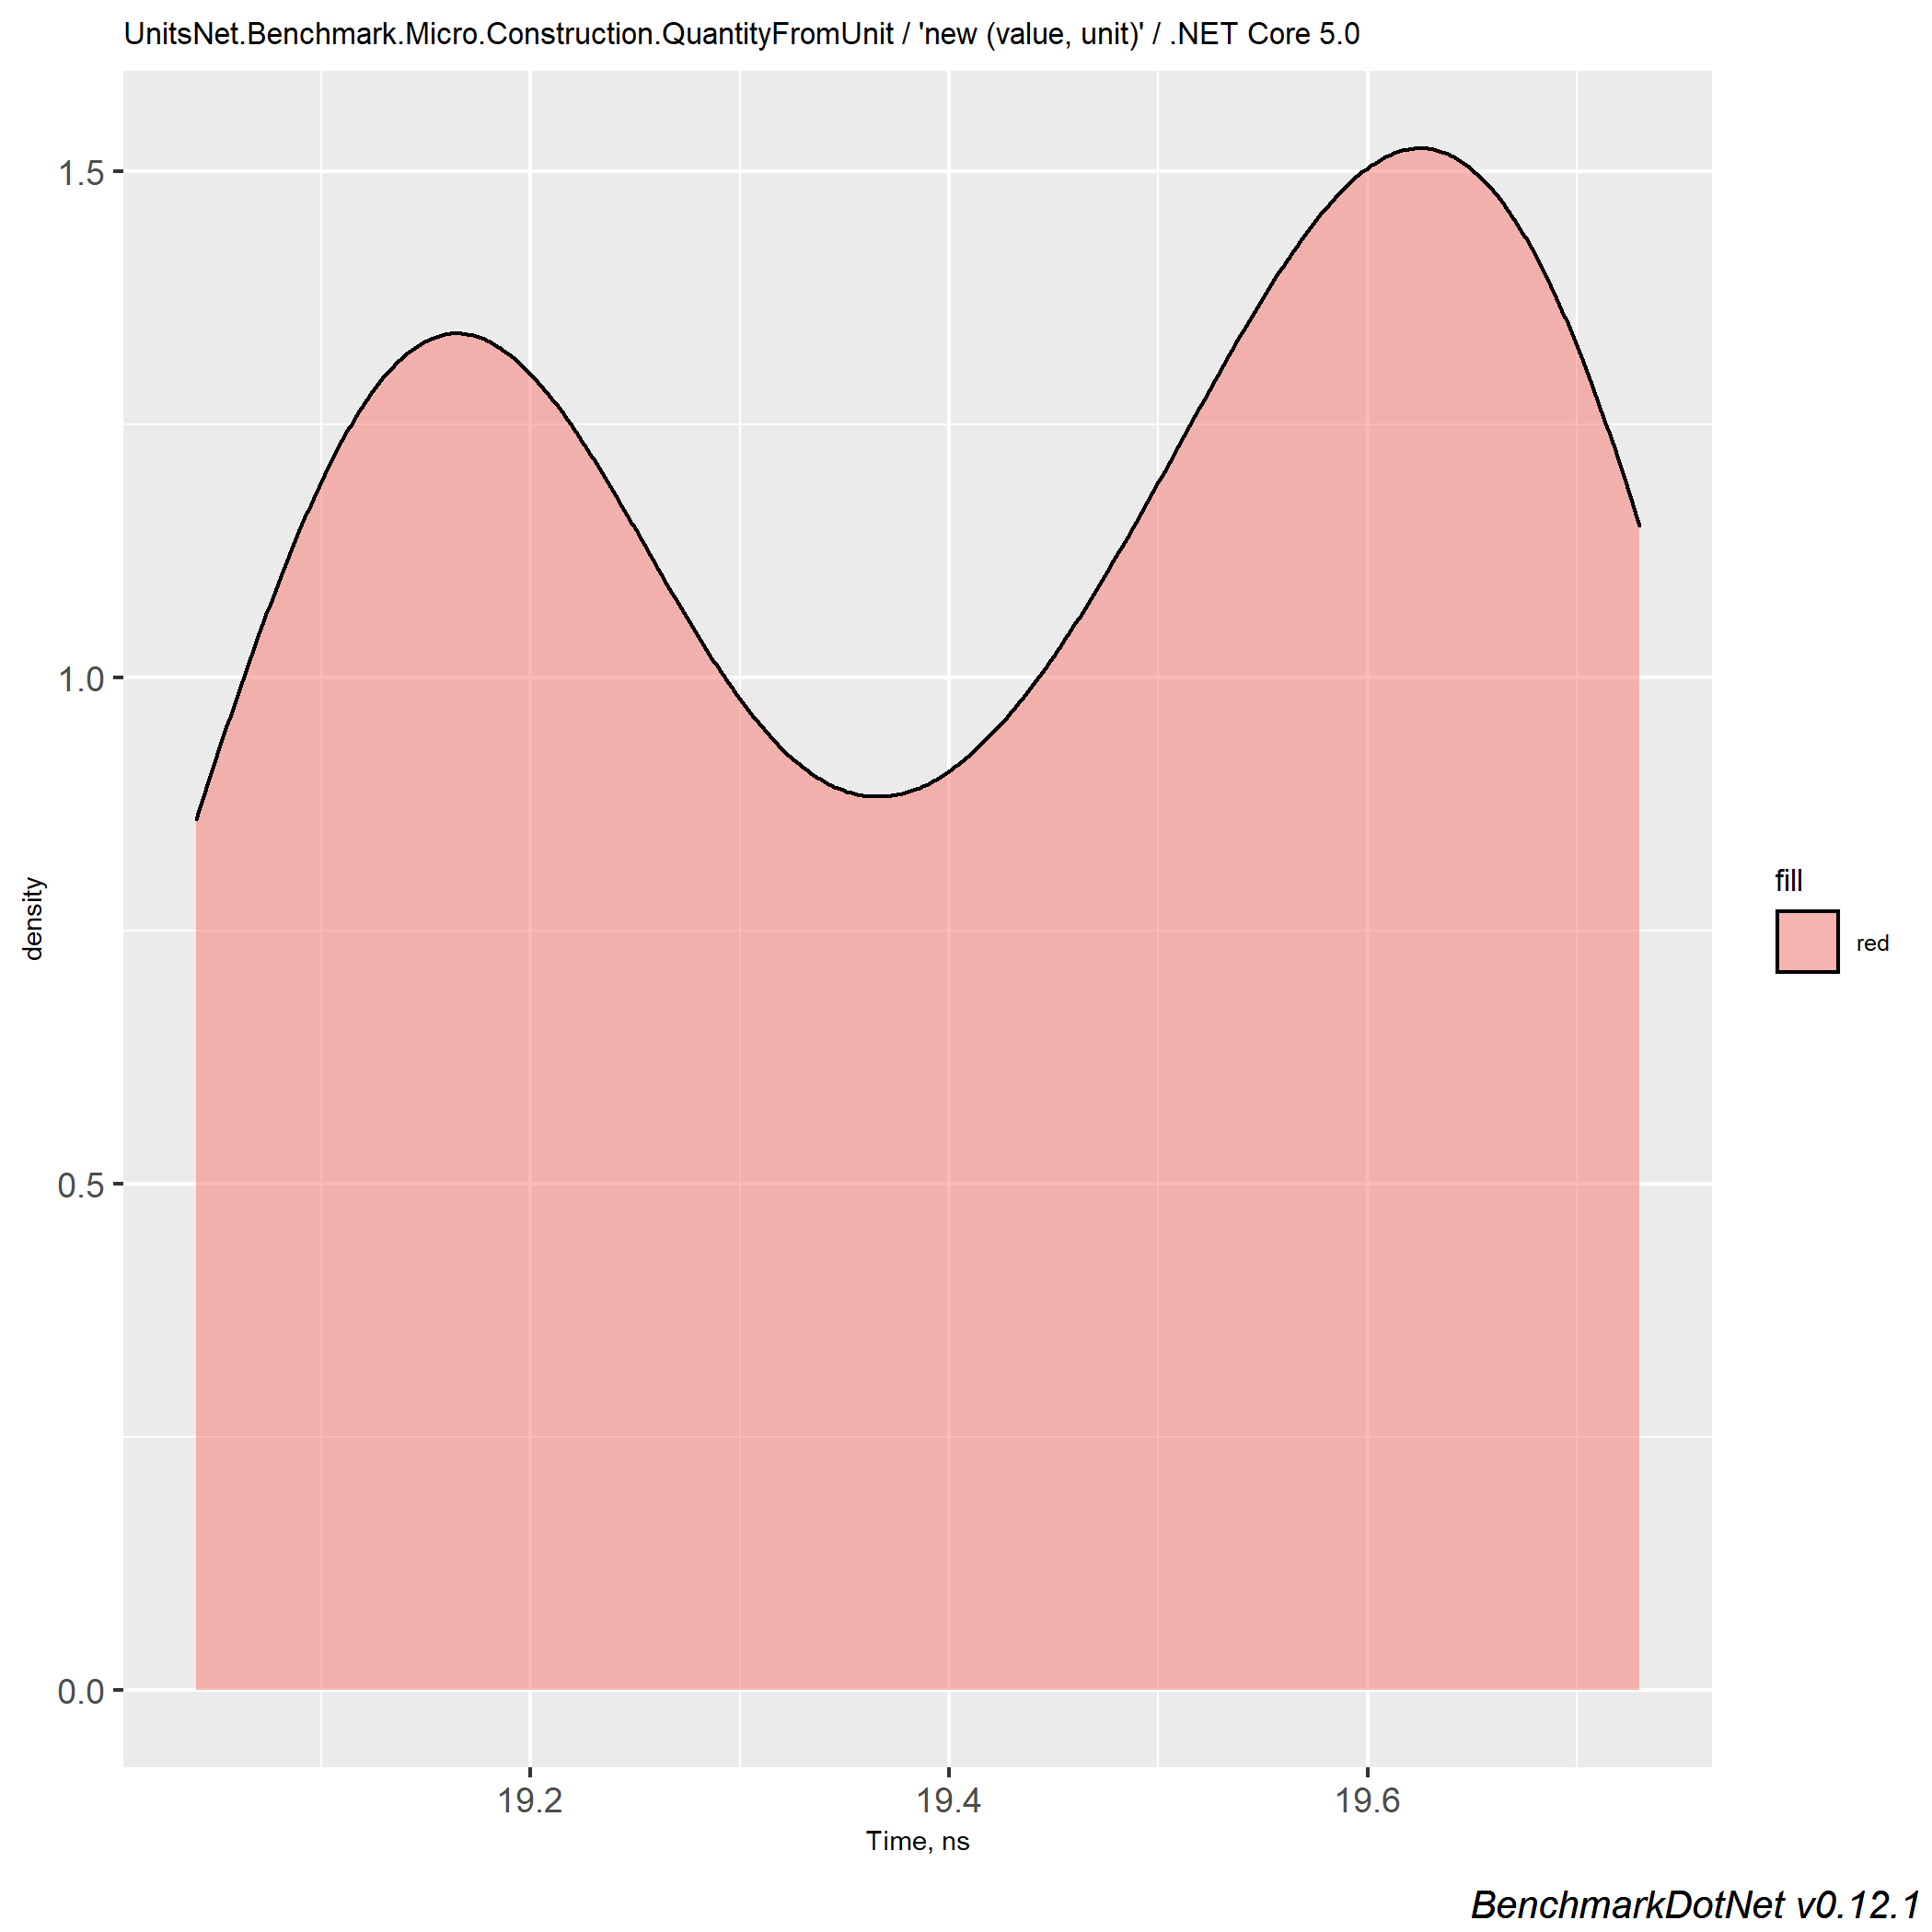 UnitsNet.Benchmark.Micro.Construction.QuantityFromUnit / 'new (value, unit)' / .NET Core 5.0
1.5
1.0
0.5
0.0
density
19.2
19.4
19.6
Time, ns
fill
red
BenchmarkDotNet v0.12.1